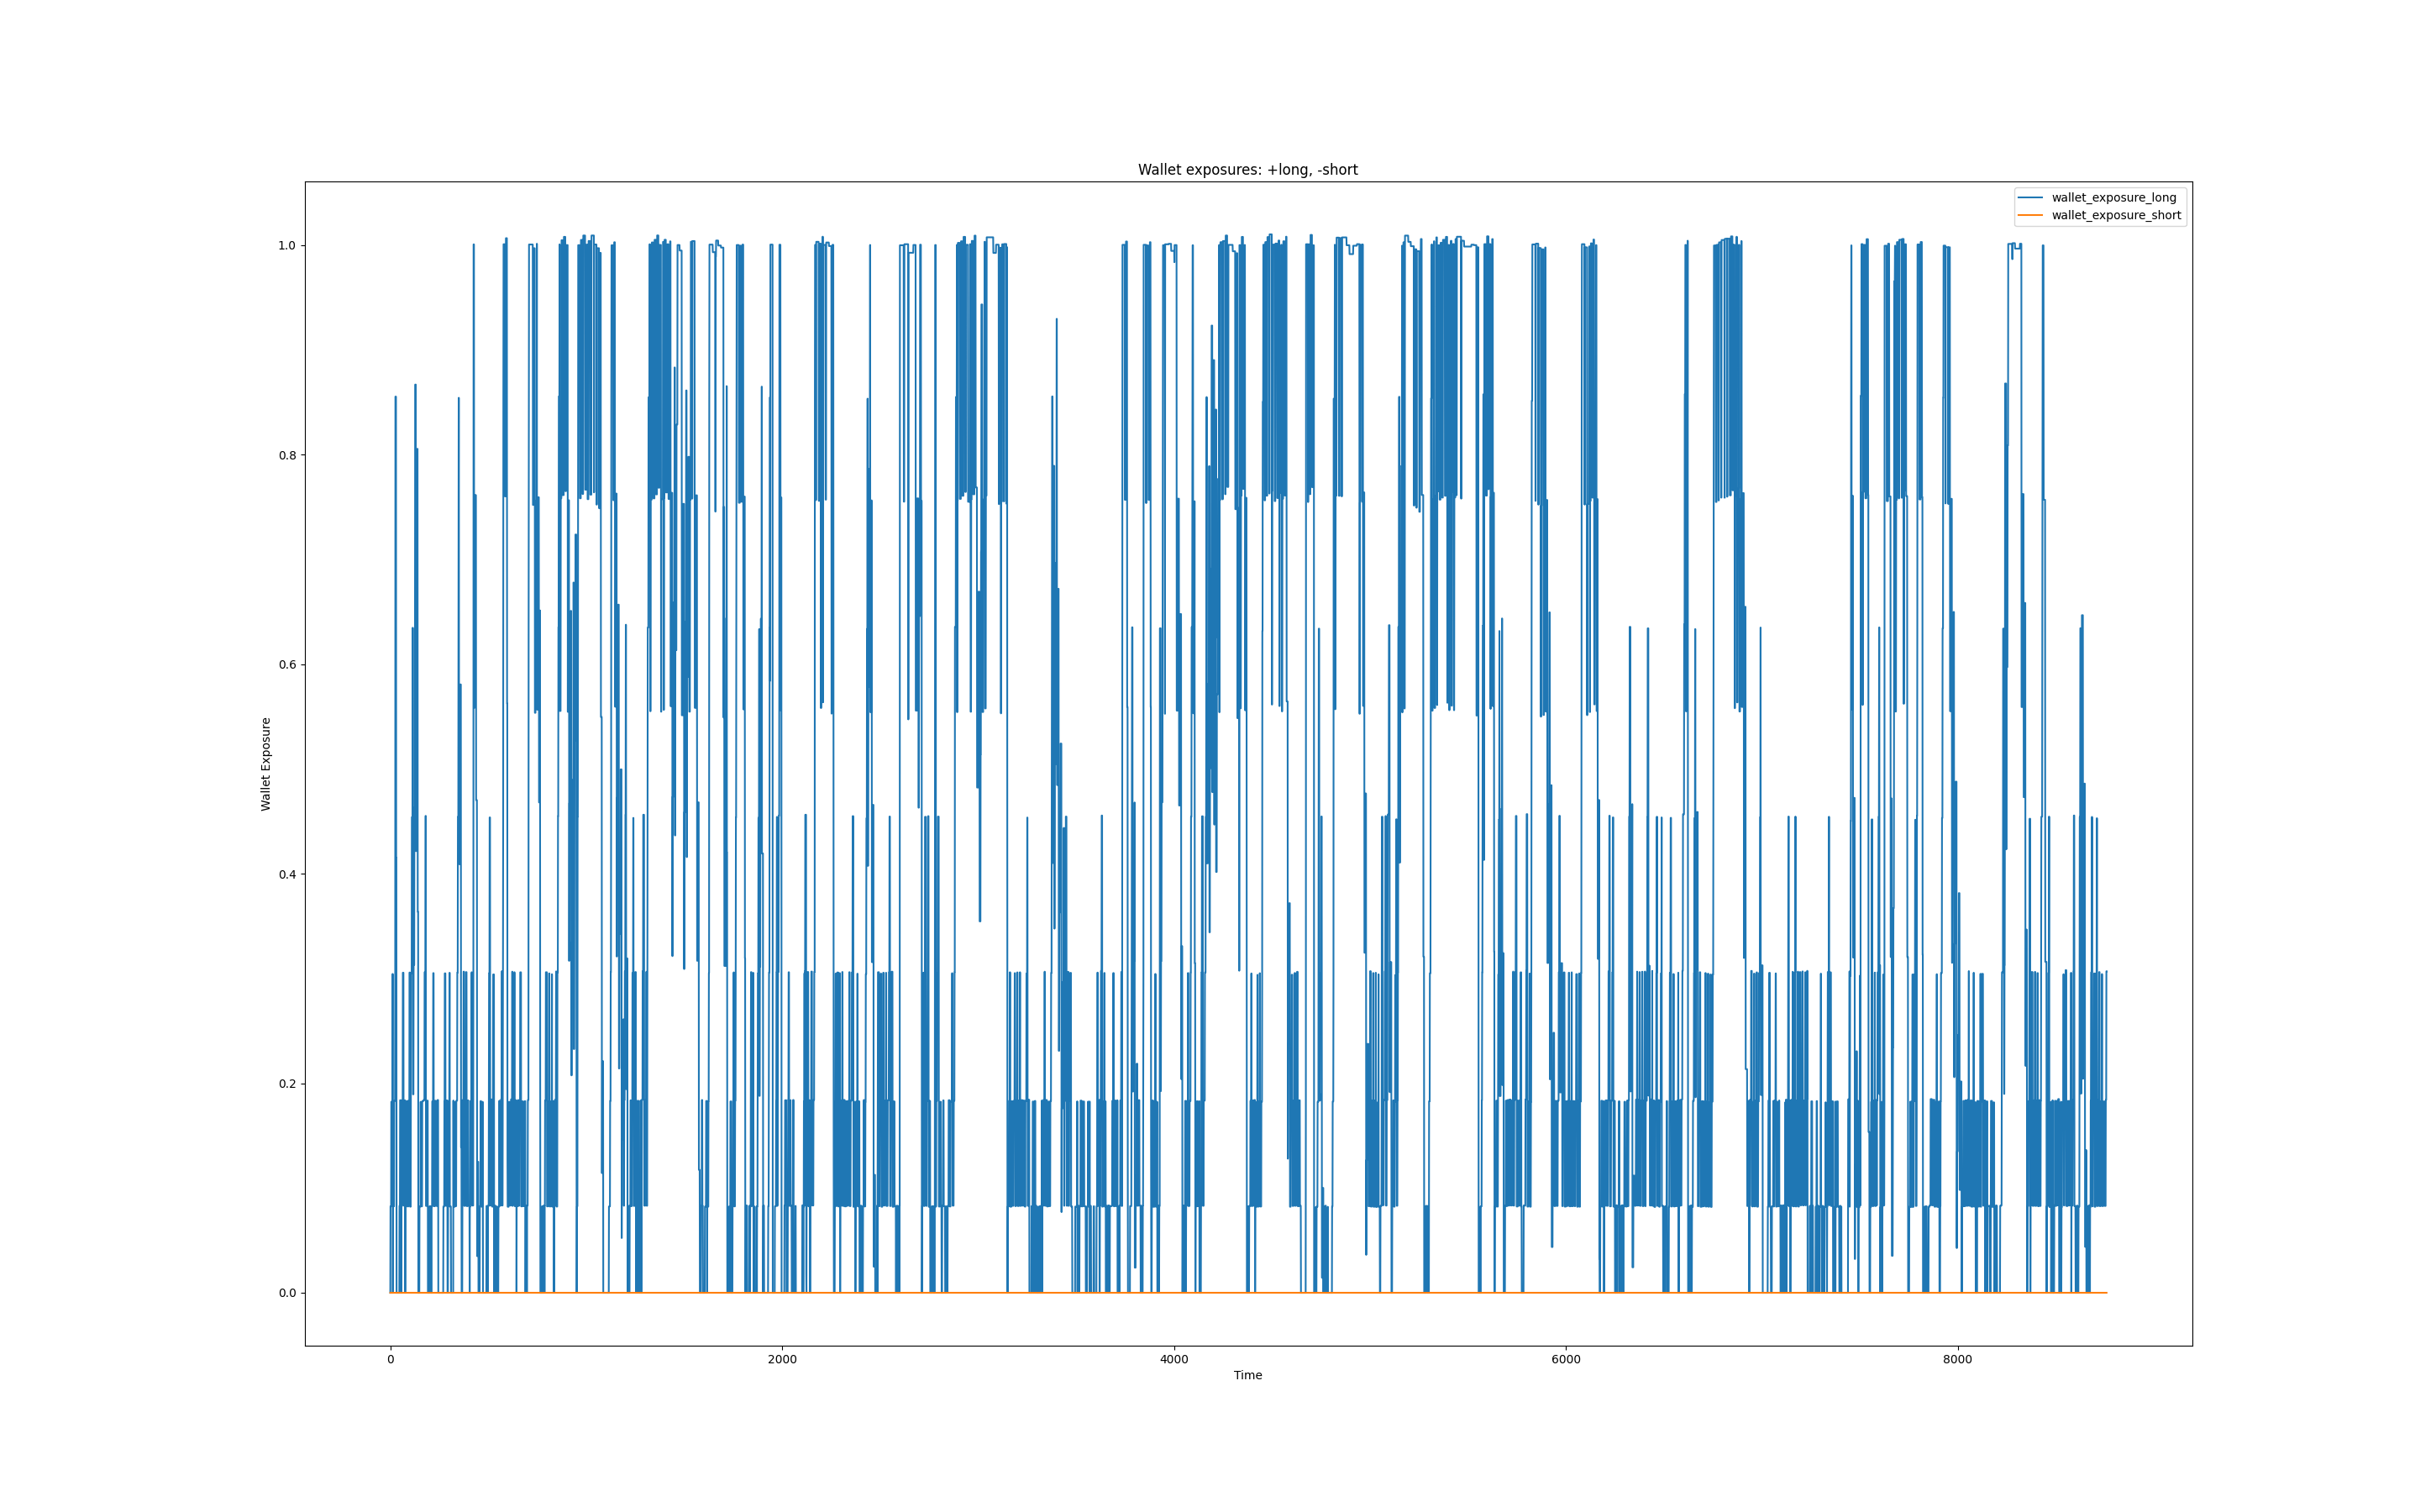 Wallet exposures: +long, -short
wallet_exposure_long
wallet_exposure_short
1.0
0.8
0.6
0.4
0.2
0.0
Wallet Exposure
0 2000 4000 6000 8000
Time